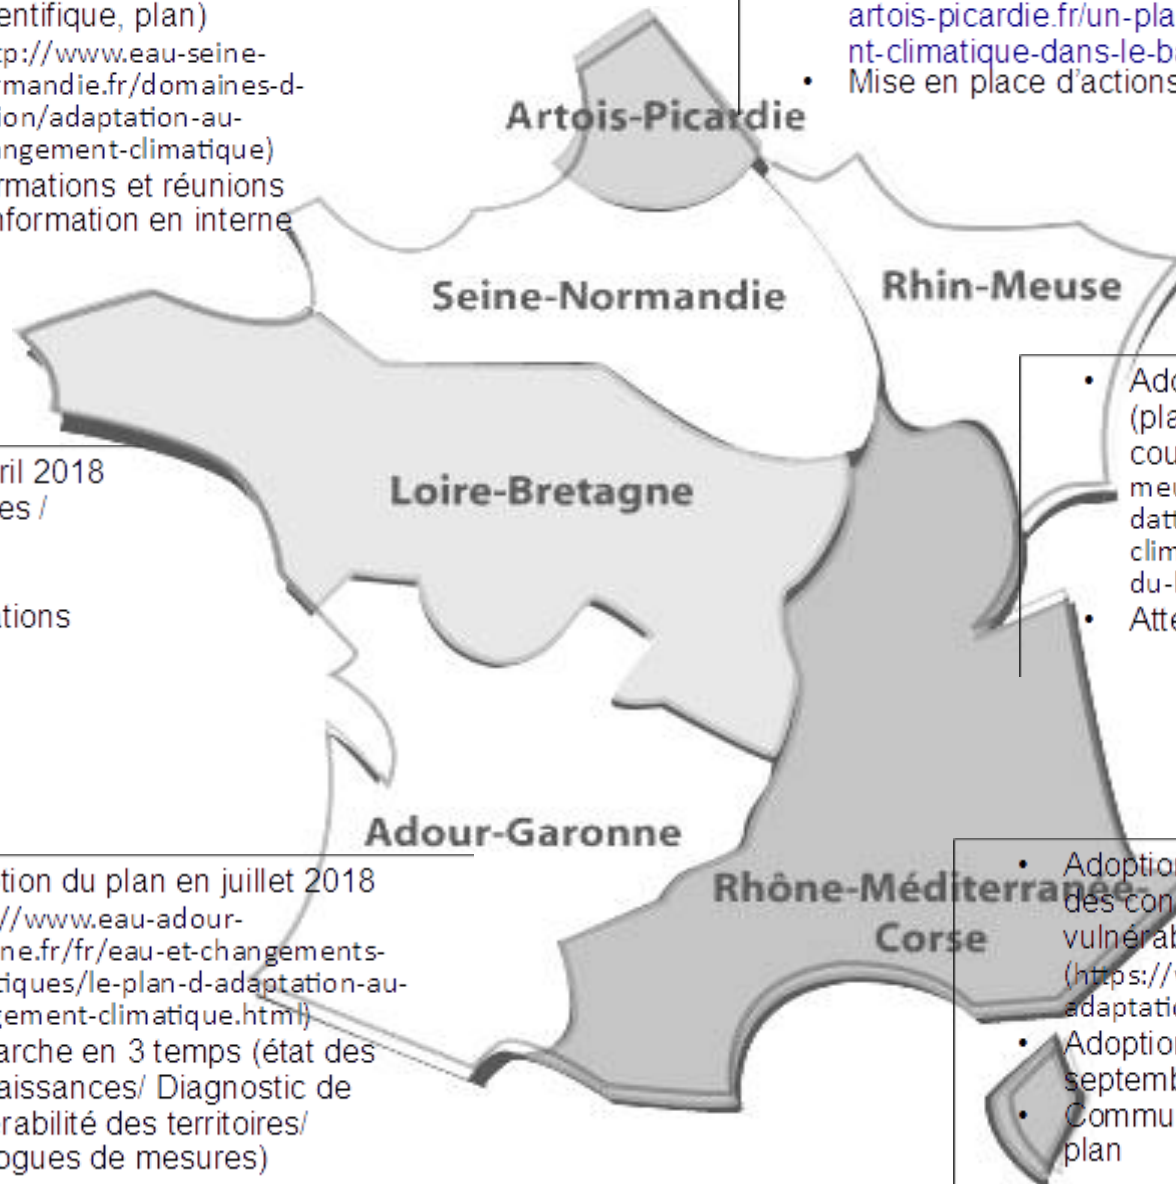 entifique, plan)
tp://www.eau-seine-
rmandie.fr/domaines-d-
ion/adaptation-au-
angement-climatique)
rmations et réunions
nformation en interne
artois-picardie.fr/un-pla
nt-climatique-dans-le-b
• Mise en place d'actions
Artois-Picardie
Seine-Normandie
Rhin-Meuse
• Ado
(pla
cou
meu
datt
clim
du-
• Atte
ril 2018
es /
ations
Loire-Bretagne
Adour-Garonne
tion du plan en juillet 2018
://www.eau-adour-
ne.fr/fr/eau-et-changements-
tiques/le-plan-d-adaptation-au-
gement-climatique.html)
arche en 3 temps (état des
aissances/ Diagnostic de
rabilité des territoires/
ogues de mesures)
Rhône-Méditerranée-
Corse
• Adoption
des con
vulnérab
(https://
adaptatio
• Adoption
septemb
• Commu
plan